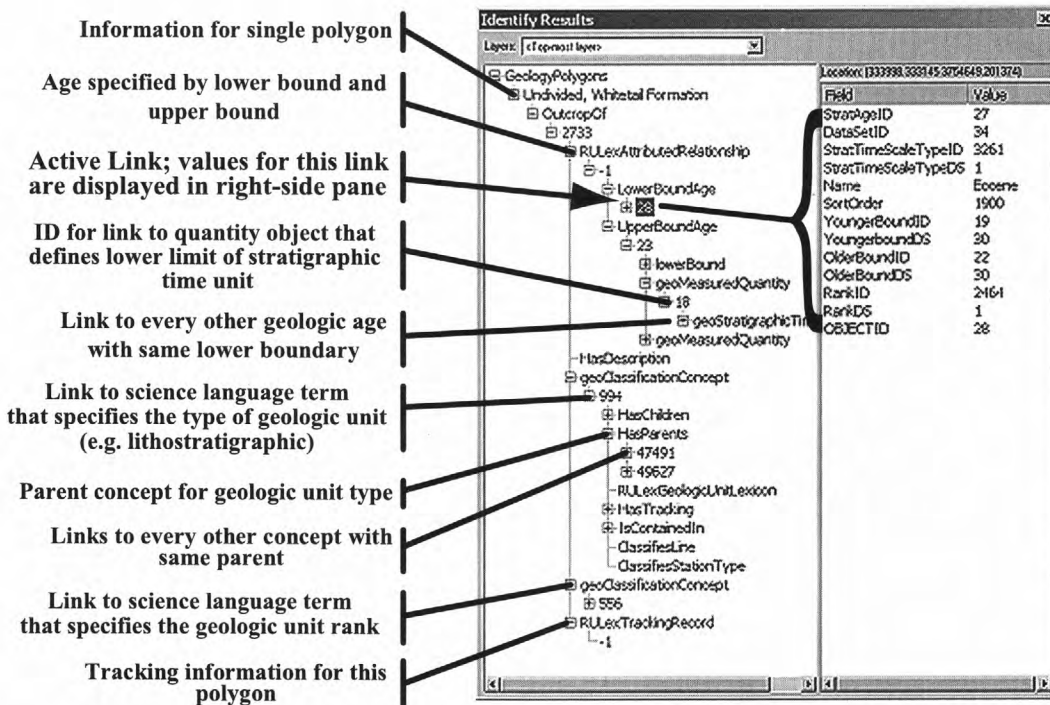 Information for single polygon
Age specified by lower bound and
upper bound
Active Link; values for this link
are displayed in right-side pane
ID for link to quantity object that
defines lower limit of stratigraphic
time unit
Link to every other geologic age
with same lower boundary
Link to science language term
that specifies the type of geologic unit
(e.g. lithostratigraphic)
Parent concept for geologic unit type
Links to every other concept with
same parent
Link to science language term
that specifies the geologic unit rank
Tracking information for this
polygon
Identify Results
Layers: <Top-most layer>
GeologyPolygons
Undivided, Whitetail Formation
OutcropOf
2733
RULexAttributedRelationship
-1
LowerBoundAge
28
UpperBoundAge
23
lowerBound
geoMeasuredQuantity
18
geoStratigraphicTim
geoMeasuredQuantity
HasDescription
geoClassificationConcept
994
HasChildren
HasParents
47491
49627
RULexGeologicUnitLexicon
HasTracking
IsContainedIn
ClassifiesLine
ClassifiesStationType
geoClassificationConcept
556
RULexTrackingRecord
-1
Location: (333998.333145 3754649.201374)
Field Value
StratAgeID 27
DataSetID 34
StratTimeScaleTypeID 3261
StratTimeScaleTypeDS 1
Name Eocene
SortOrder 1900
YoungerBoundID 19
YoungerboundDS 30
OlderBoundID 22
OlderBoundDS 30
RankID 2464
RankDS 1
OBJECTID 28